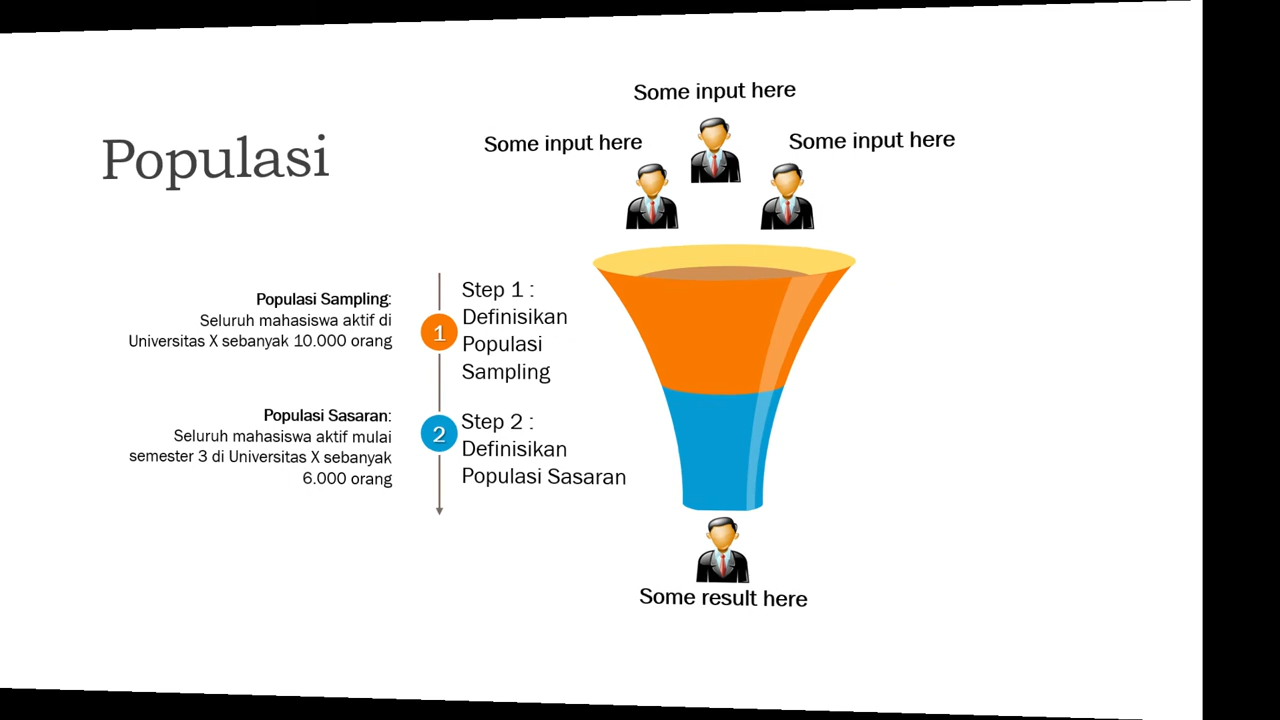 Some input here
Some input here
Some input here
Populasi
Populasi Sampling:
Seluruh mahasiswa aktif di
Universitas X sebanyak 10.000 orang
1
Step 1 :
Definisikan
Populasi
Sampling
Populasi Sasaran:
Seluruh mahasiswa aktif mulai
semester 3 di Universitas X sebanyak
6.000 orang
2
Step 2 :
Definisikan
Populasi Sasaran
Some result here